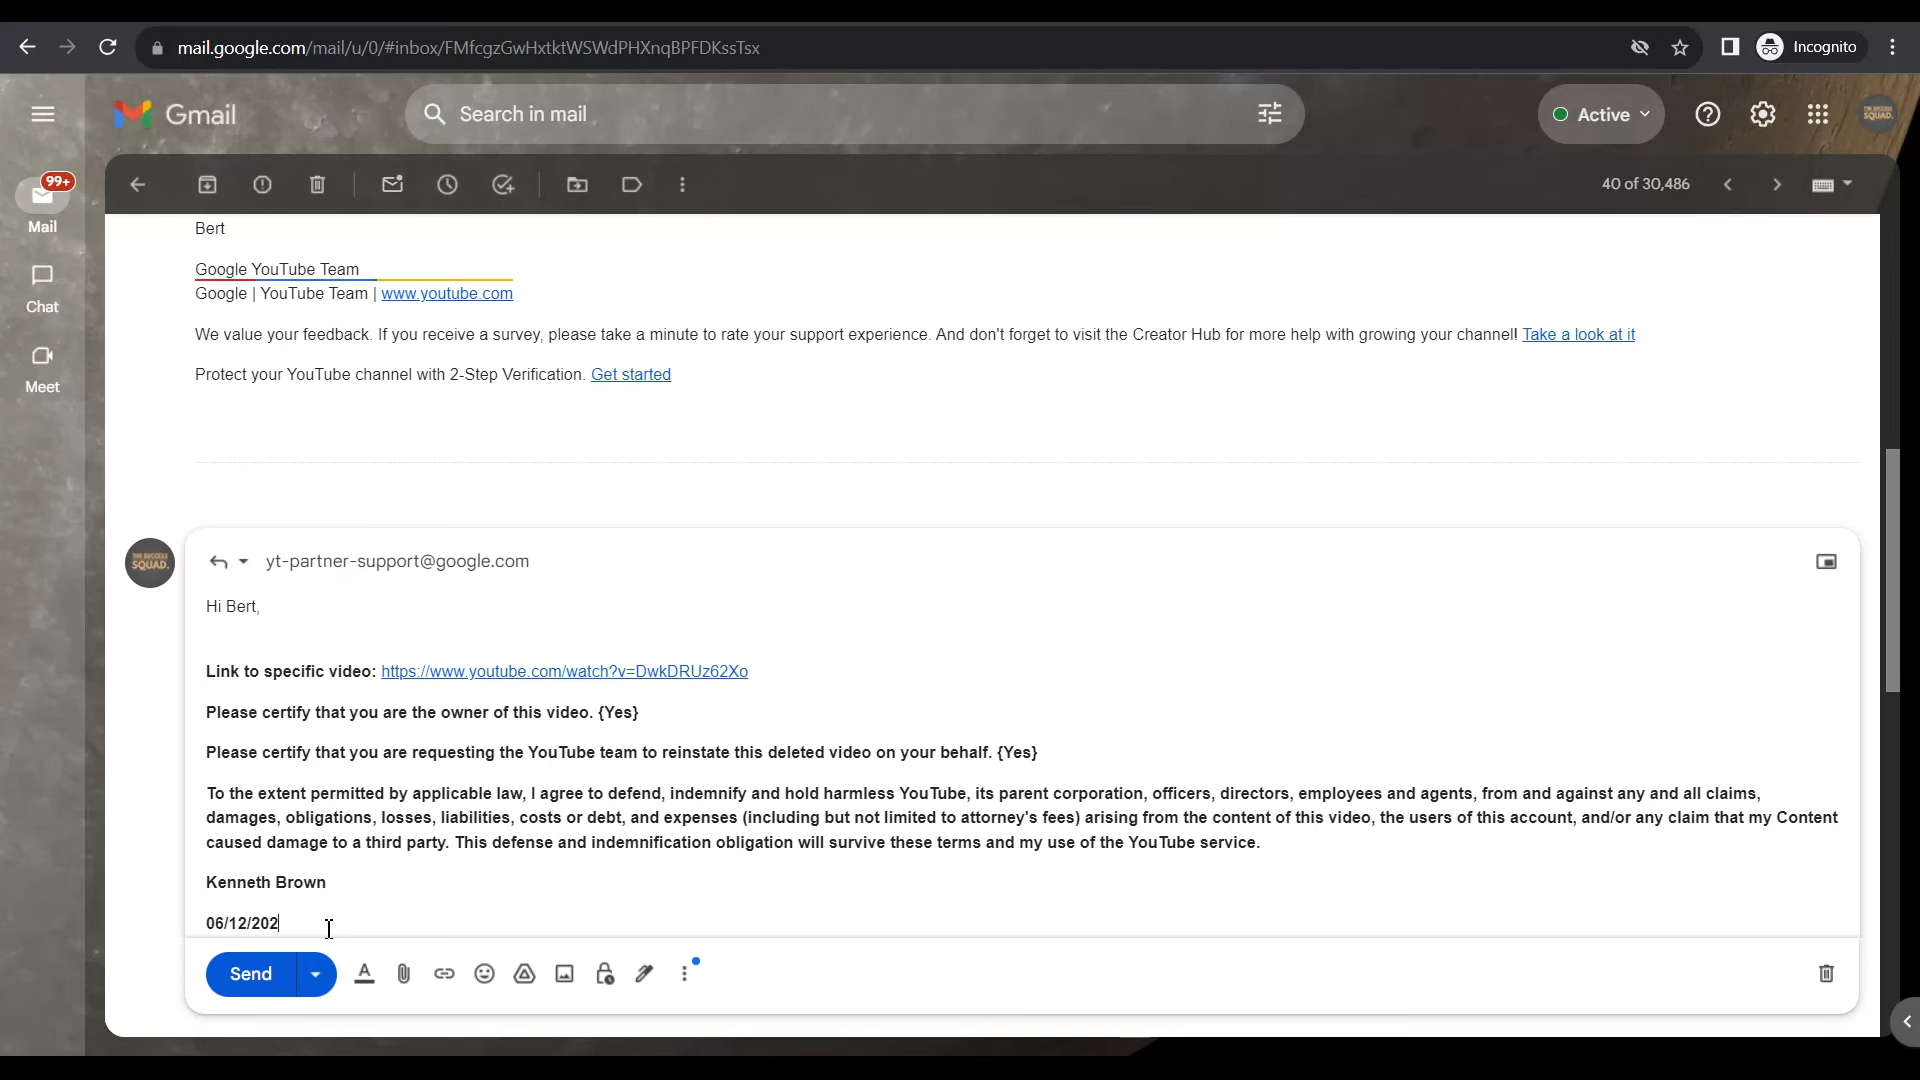 mail.google.com/mail/u/0/#inbox/FMfcgzGwHxtktWSWdPHXnqBPFDKssTsx
Incognito
Gmail
Search in mail
Active
THE SUCCESS
SQUAD.
99+
Mail
Chat
Meet
40 of 30,486
Bert
Google YouTube Team
Google | YouTube Team | www.youtube.com
We value your feedback. If you receive a survey, please take a minute to rate your support experience. And don't forget to visit the Creator Hub for more help with growing your channel! Take a look at it
Protect your YouTube channel with 2-Step Verification. Get started
THE SUCCESS
SQUAD.
yt-partner-support@google.com
Hi Bert,
Link to specific video: https://www.youtube.com/watch?v=DwkDRUz62Xo
Please certify that you are the owner of this video. {Yes}
Please certify that you are requesting the YouTube team to reinstate this deleted video on your behalf. {Yes}
To the extent permitted by applicable law, I agree to defend, indemnify and hold harmless YouTube, its parent corporation, officers, directors, employees and agents, from and against any and all claims,
damages, obligations, losses, liabilities, costs or debt, and expenses (including but not limited to attorney's fees) arising from the content of this video, the users of this account, and/or any claim that my Content
caused damage to a third party. This defense and indemnification obligation will survive these terms and my use of the YouTube service.
Kenneth Brown
06/12/202
Send